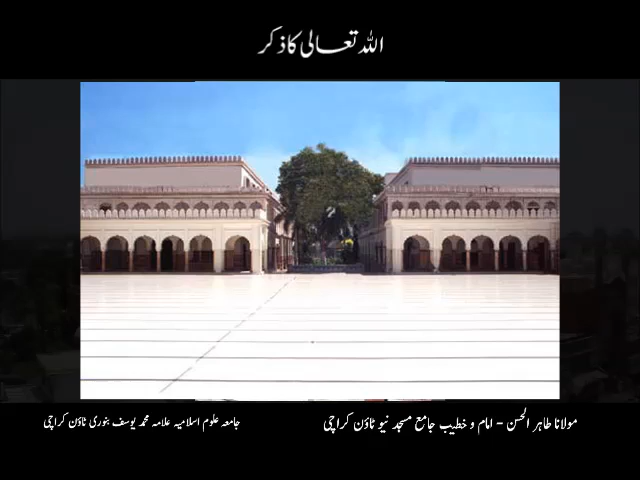 اللہ تعالی کا ذکر
مولانا طاہر الحسن - امام و خطیب جامع مسجد نیو ٹاؤن کراچی
جامعہ علوم اسلامیہ علامہ محمد یوسف بنوری ٹاؤن کراچی